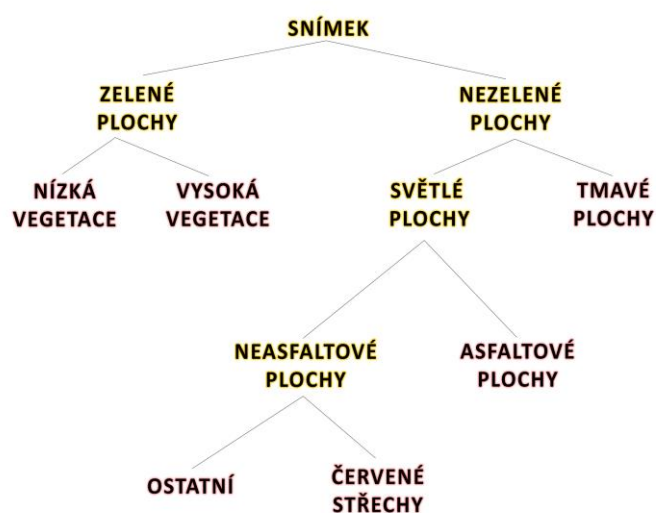 SNÍMEK
ZELENÉ
PLOCHY
NEZELENÉ
PLOCHY
NÍZKÁ
VEGETACE
VYSOKÁ
VEGETACE
SVĚTLÉ
PLOCHY
TMAVÉ
PLOCHY
NEASFALTOVÉ
PLOCHY
ASFALTOVÉ
PLOCHY
OSTATNÍ
ČERVENÉ
STŘECHY